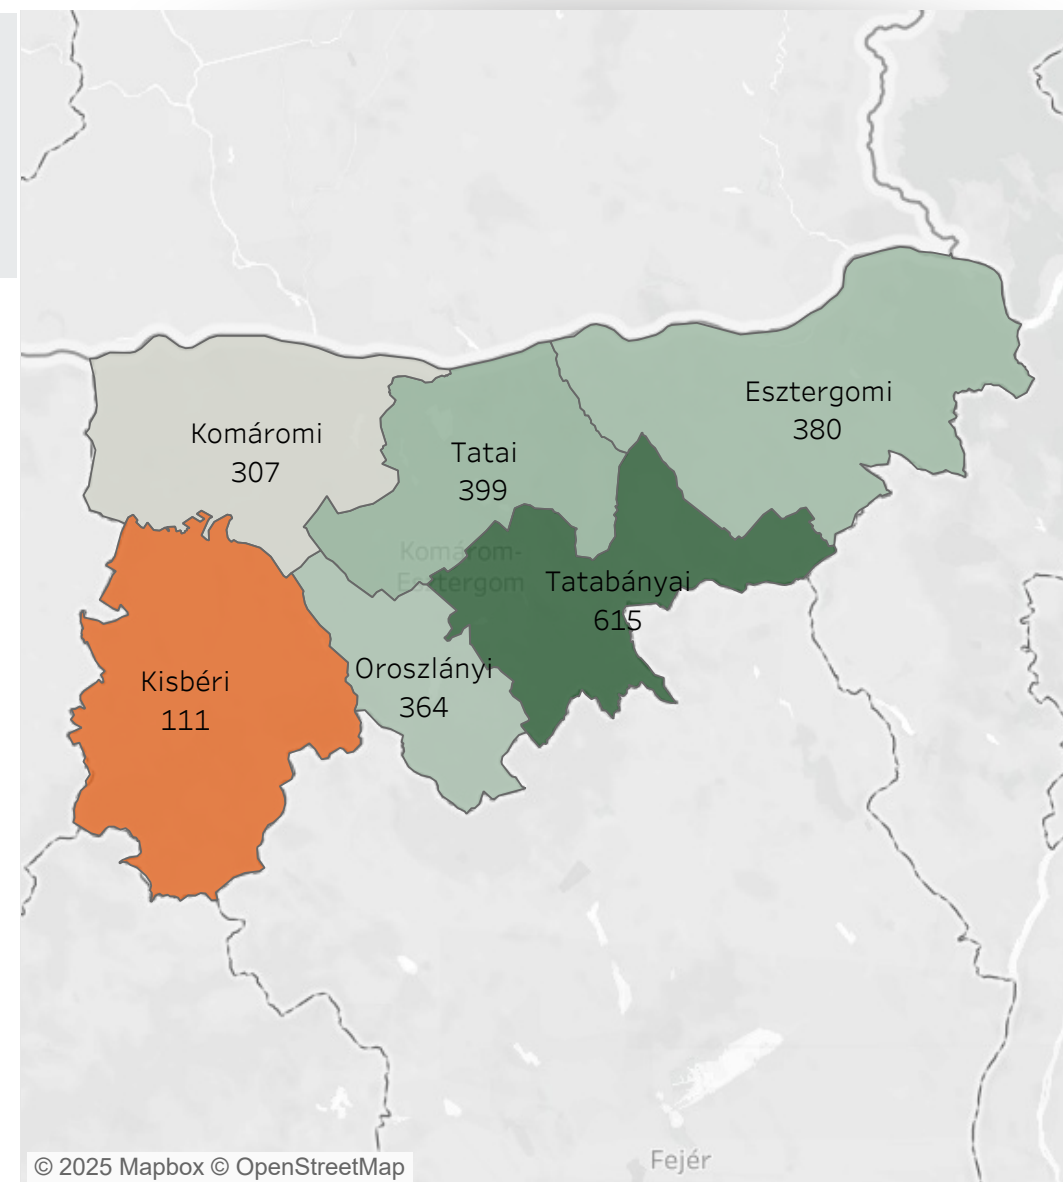 Esztergomi
380
Komáromi
307
Tatai
399
Komárom-
Esztergom
Tatabányai
615
Oroszlányi
364
Kisbéri
111
Fejér
© 2025 Mapbox © OpenStreetMap